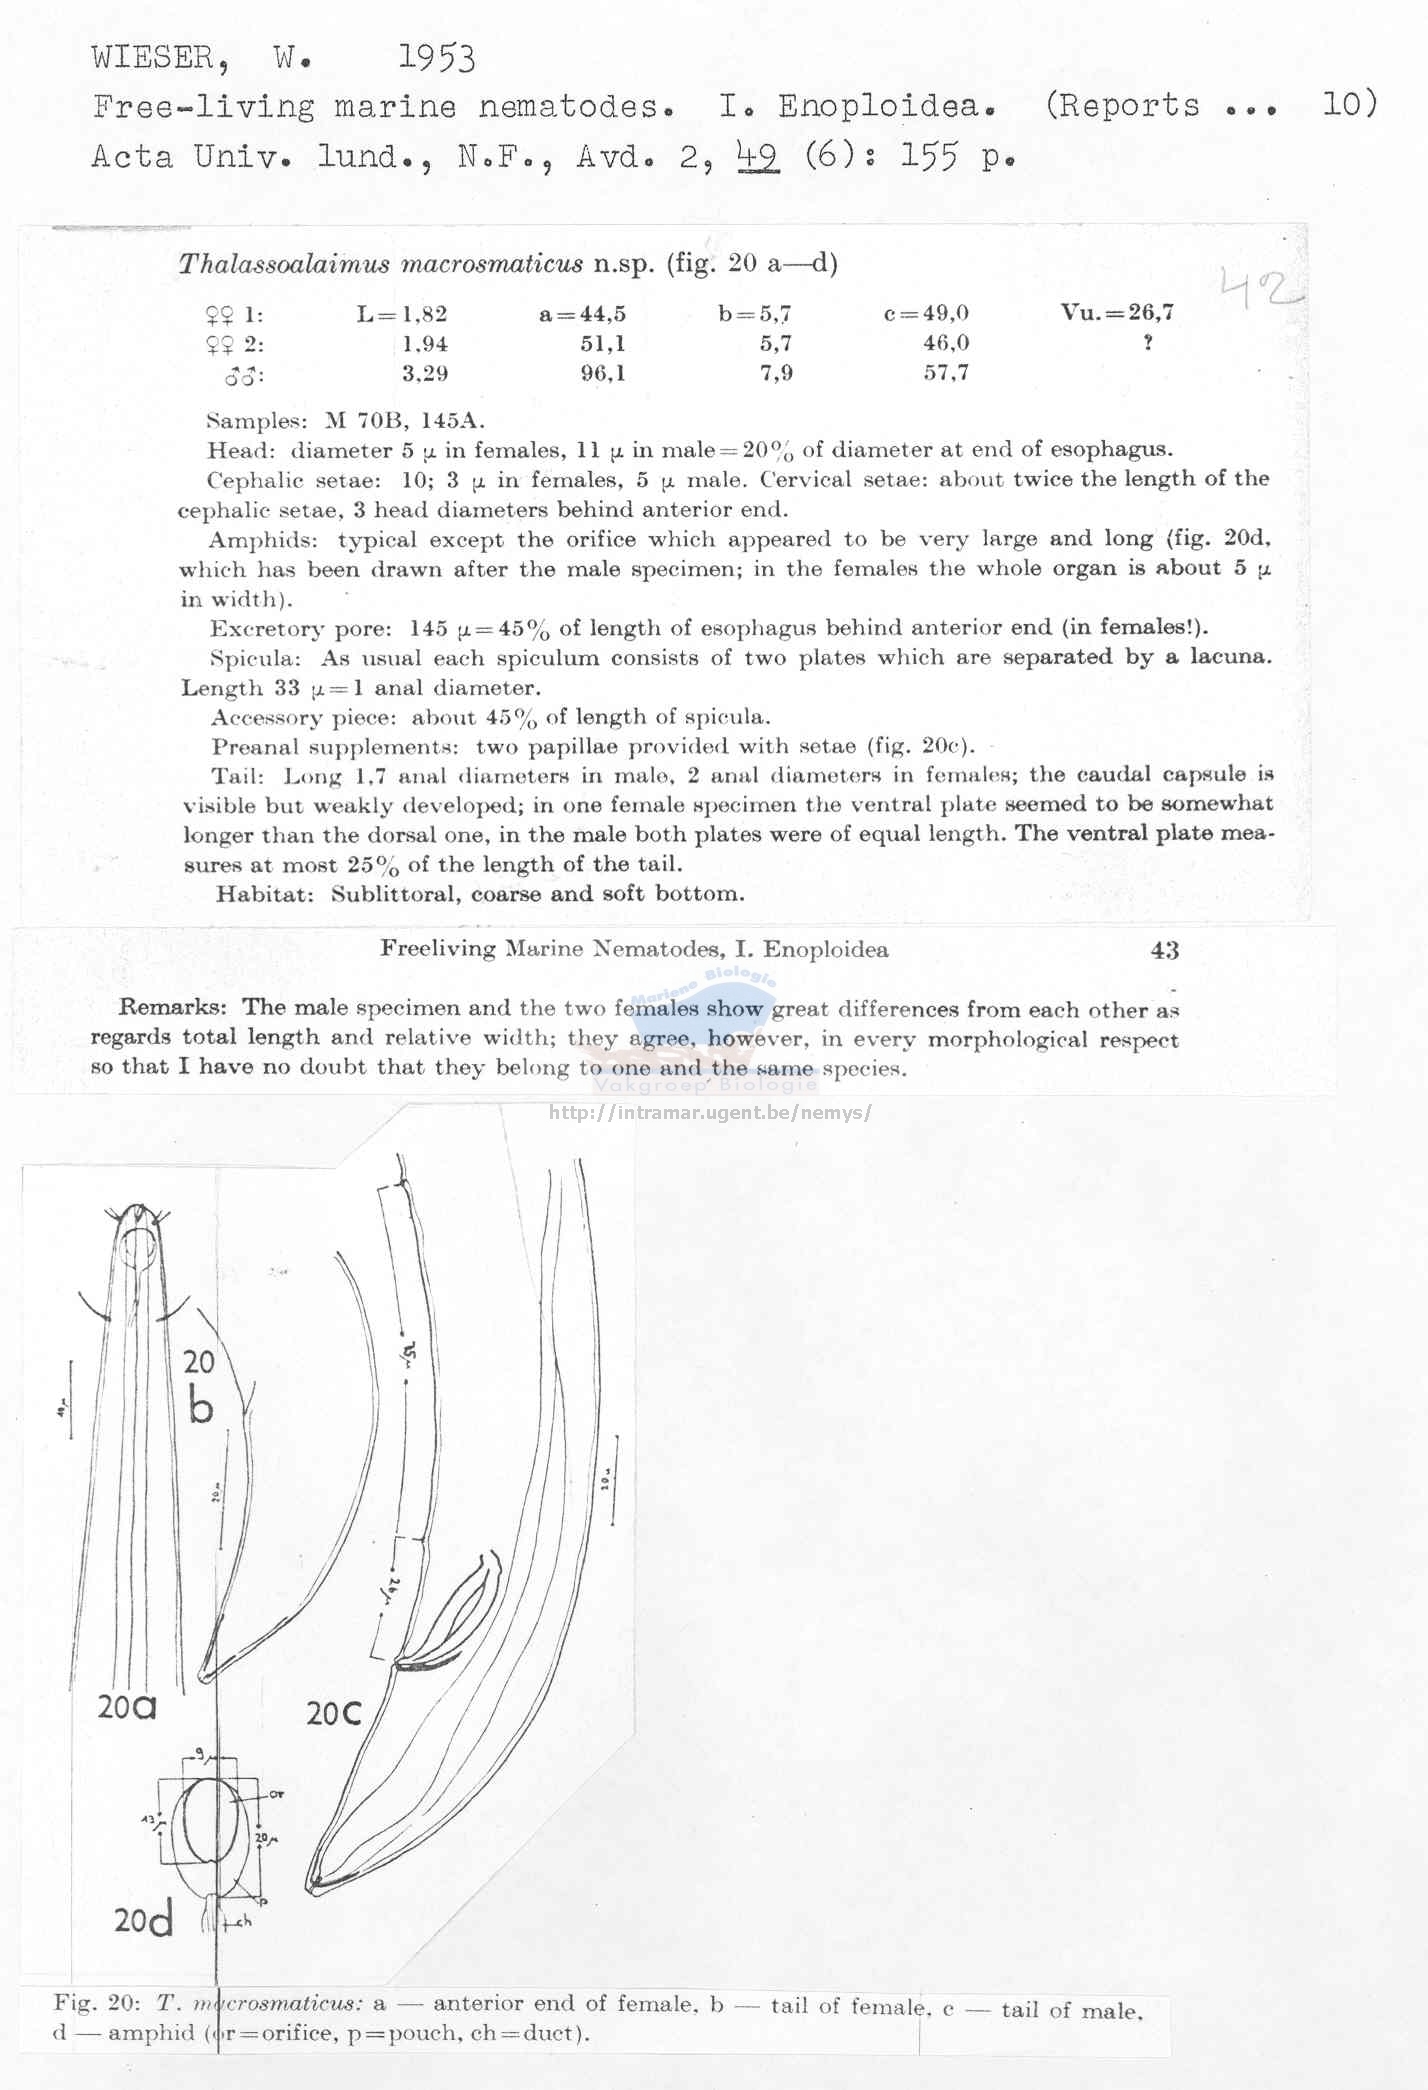 WIESER, W. 1953
Free-living marine nematodes. I. Enoploidea. (Reports ... 10)
Acta Univ. lund., N.F., Avd. 2, 49 (6): 155 p.
Thalassoalaimus macrosmaticus n.sp. (fig. 20 a—d)
42
♀♀ 1: L=1,82 a=44,5 b=5,7 c=49,0 Vu.=26,7
♀♀ 2: 1,94 51,1 5,7 46,0 ?
♂♂: 3,29 96,1 7,9 57,7
Samples: M 70B, 145A.
Head: diameter 5 μ in females, 11 μ in male=20% of diameter at end of esophagus.
Cephalic setae: 10; 3 μ in females, 5 μ male. Cervical setae: about twice the length of the
cephalic setae, 3 head diameters behind anterior end.
Amphids: typical except the orifice which appeared to be very large and long (fig. 20d,
which has been drawn after the male specimen; in the females the whole organ is about 5 μ
in width).
Excretory pore: 145 μ=45% of length of esophagus behind anterior end (in females!).
Spicula: As usual each spiculum consists of two plates which are separated by a lacuna.
Length 33 μ=1 anal diameter.
Accessory piece: about 45% of length of spicula.
Preanal supplements: two papillae provided with setae (fig. 20c).
Tail: Long 1,7 anal diameters in male, 2 anal diameters in females; the caudal capsule is
visible but weakly developed; in one female specimen the ventral plate seemed to be somewhat
longer than the dorsal one, in the male both plates were of equal length. The ventral plate mea-
sures at most 25% of the length of the tail.
Habitat: Sublittoral, coarse and soft bottom.
Freeliving Marine Nematodes, I. Enoploidea 43
Remarks: The male specimen and the two females show great differences from each other as
regards total length and relative width; they agree, however, in every morphological respect
so that I have no doubt that they belong to one and the same species.
Mariene Biologie
Vakgroep Biologie
http://intramar.ugent.be/nemys/
20
b
20μ
20μ
26μ
20a
20c
9μ
or
13μ
20μ
p
20d
ch
Fig. 20: T. macrosmaticus: a — anterior end of female, b — tail of female, c — tail of male,
d — amphid (or=orifice, p=pouch, ch=duct).